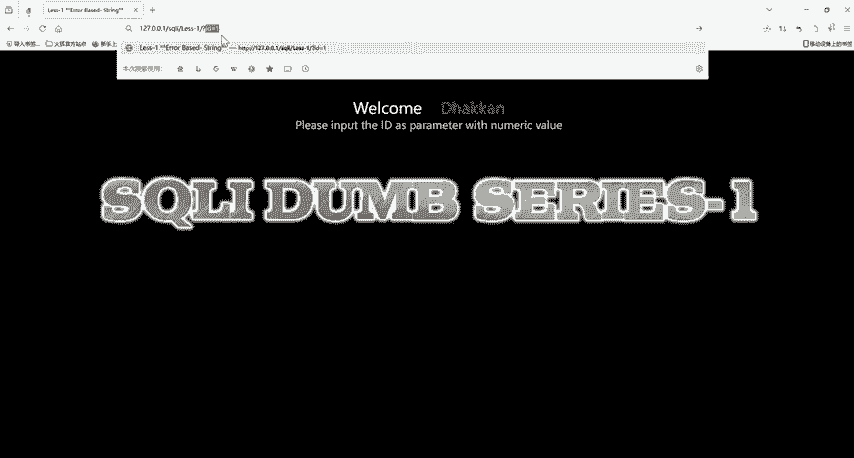 Less-1 **Error Based- String**
127.0.0.1/sqli/Less-1/?id=1
导入书签... 火狐官方站点 新手上 移动设备上的书签
Less-1 **Error Based- String** — http://127.0.0.1/sqli/Less-1/?id=1
本次搜索使用:
Welcome Dhakkan
Please input the ID as parameter with numeric value
SQLI DUMB SERIES-1